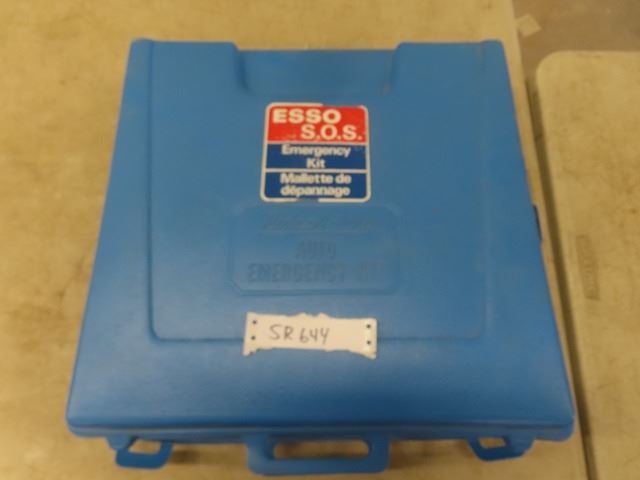 ESSO
S.O.S.
Emergency
Kit
Mallette de
dépannage
AUTO
EMERGENCY KIT
SR644